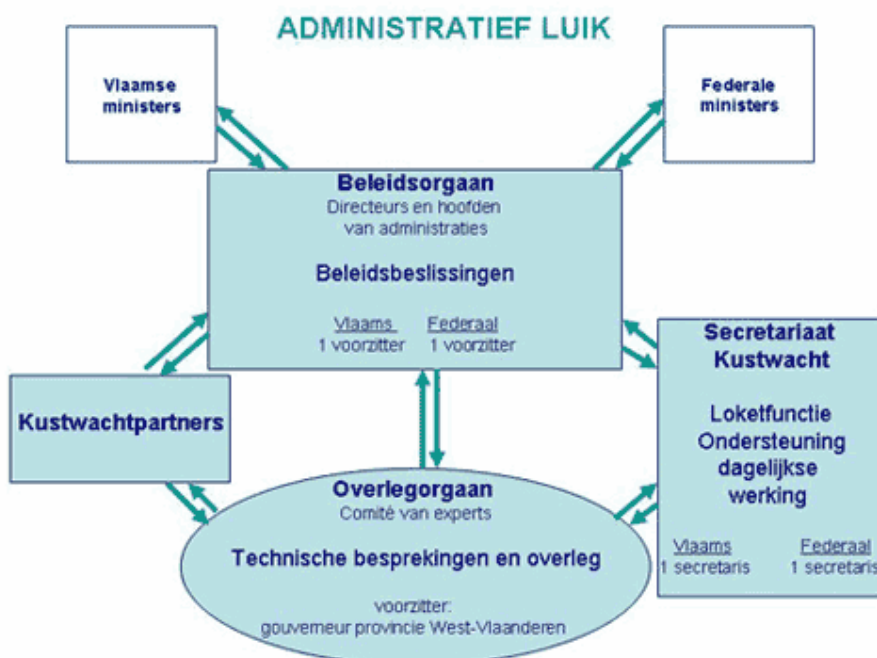 ADMINISTRATIEF LUIK
Vlaamse
ministers
Federale
ministers
Beleidsorgaan
Directeurs en hoofden
van administraties
Beleidsbeslissingen
Vlaams Federaal
1 voorzitter 1 voorzitter
Kustwachtpartners
Secretariaat
Kustwacht
Loketfunctie
Ondersteuning
dagelijkse
werking
Vlaams Federaal
1 secretaris 1 secretaris
Overlegorgaan
Comité van experts
Technische besprekingen en overleg
voorzitter:
gouverneur provincie West-Vlaanderen